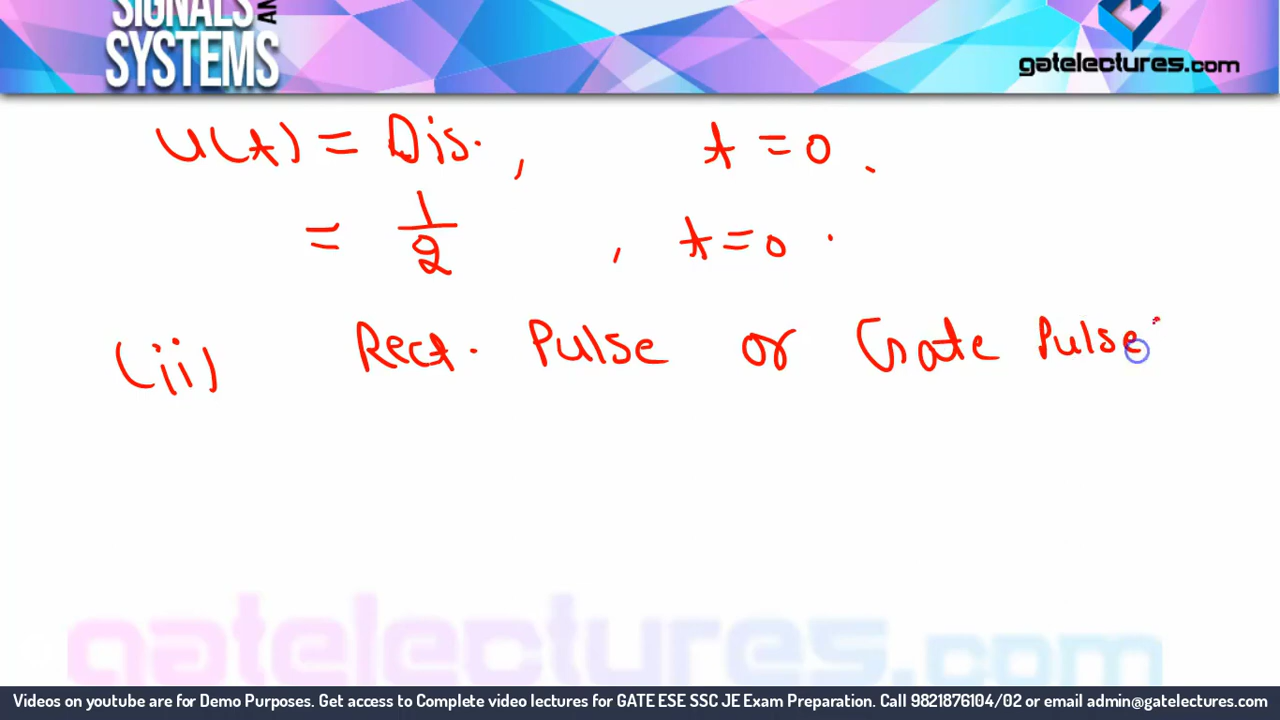 SIGNALS AN
SYSTEMS
gatelectures.com
u(t) = Dis. , t = 0 .
= 1/2 , t = 0 .
(ii) Rect. Pulse or Gate Pulse
gatelectures.com
Videos on youtube are for Demo Purposes. Get access to Complete video lectures for GATE ESE SSC JE Exam Preparation. Call 9821876104/02 or email admin@gatelectures.com